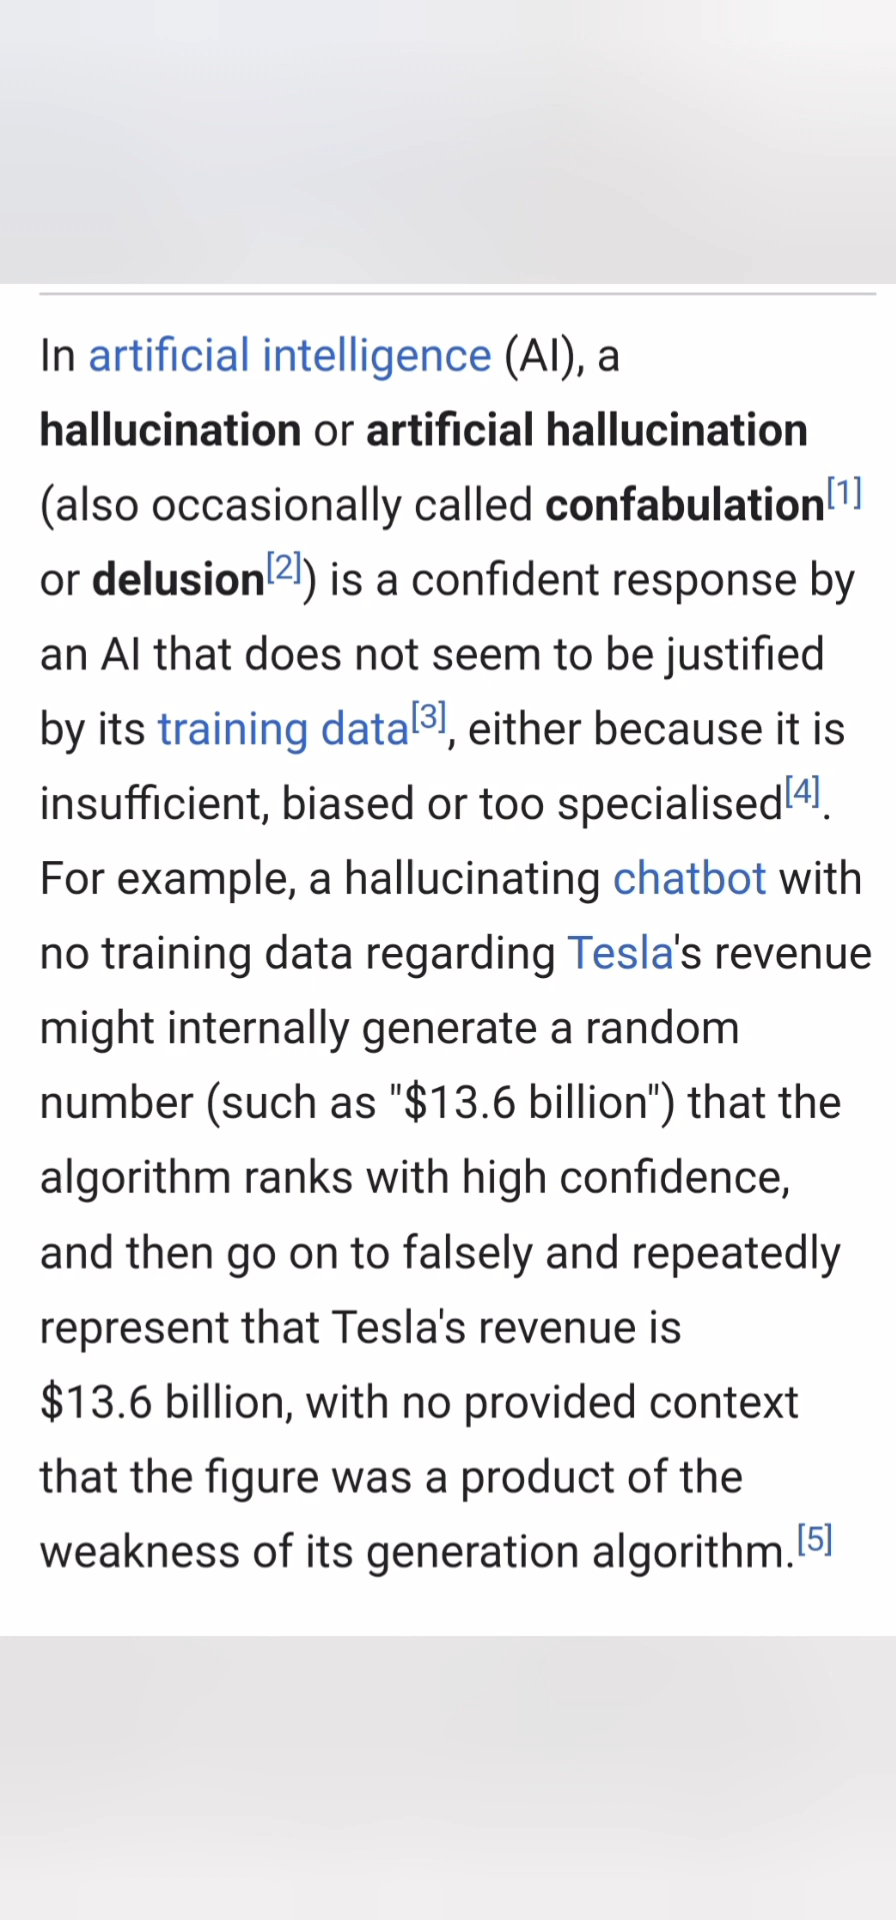 In artificial intelligence (AI), a
hallucination or artificial hallucination
(also occasionally called confabulation[1]
or delusion[2]) is a confident response by
an AI that does not seem to be justified
by its training data[3], either because it is
insufficient, biased or too specialised[4].
For example, a hallucinating chatbot with
no training data regarding Tesla's revenue
might internally generate a random
number (such as "$13.6 billion") that the
algorithm ranks with high confidence,
and then go on to falsely and repeatedly
represent that Tesla's revenue is
$13.6 billion, with no provided context
that the figure was a product of the
weakness of its generation algorithm.[5]